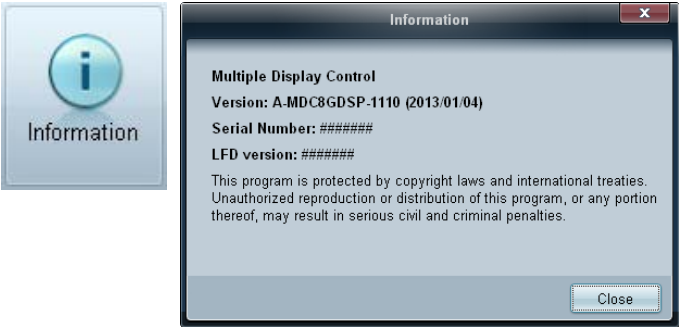 i
Information
Information
x
Multiple Display Control
Version: A-MDC8GDSP-1110 (2013/01/04)
Serial Number: #######
LFD version: #######
This program is protected by copyright laws and international treaties.
Unauthorized reproduction or distribution of this program, or any portion
thereof, may result in serious civil and criminal penalties.
Close